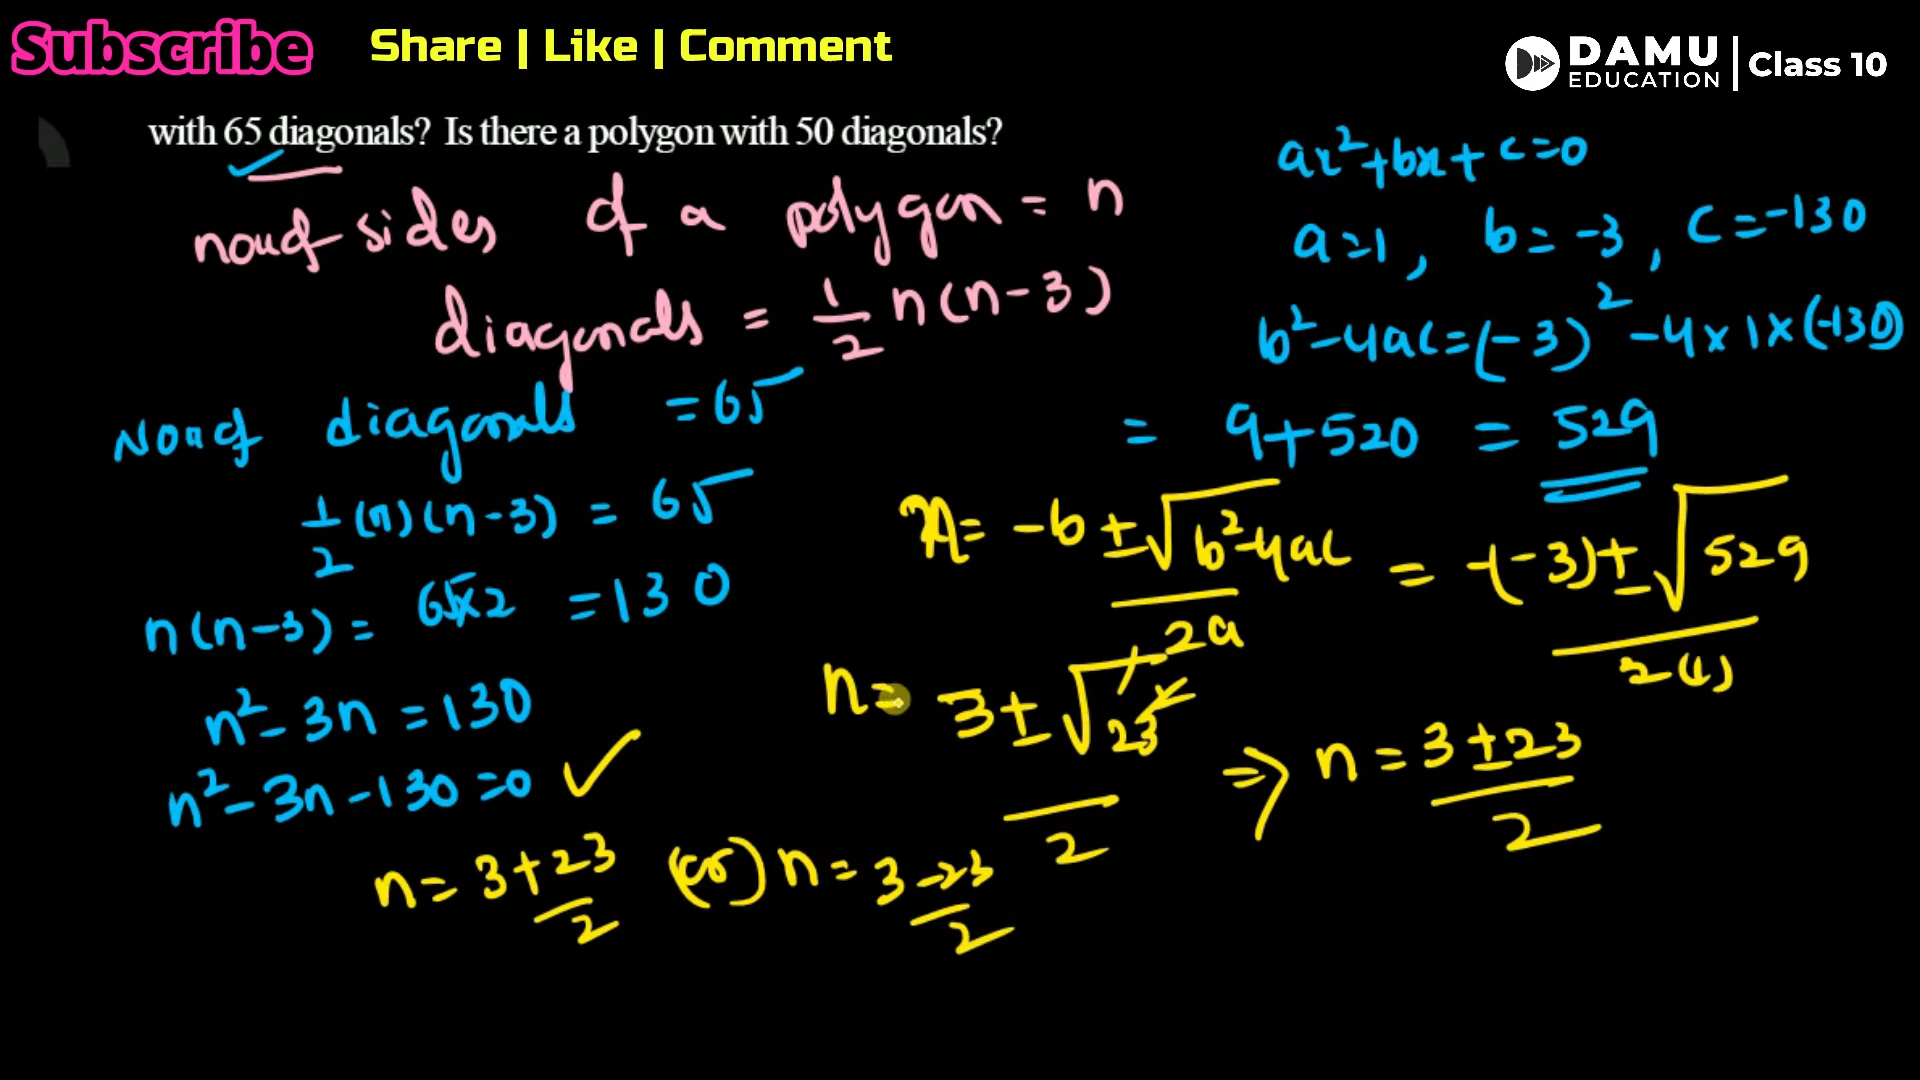 Subscribe Share | Like | Comment
DAMU EDUCATION | Class 10
with 65 diagonals? Is there a polygon with 50 diagonals?
no of sides of a polygon = n
diagonals = 1/2 n(n-3)
No of diagonals = 65
1/2 (n)(n-3) = 65
n(n-3) = 65x2 = 130
n²-3n = 130
n²-3n-130=0 ✓
ax²+bx+c=0
a=1, b=-3, c=-130
b²-4ac=(-3)²-4×1×(-130)
= 9+520 = 529
x= -b ± √b²-4ac / 2a = -(-3)± √529 / 2(1)
n= 3± √23² / 2 ⇒ n = 3±23 / 2
n= 3+23 / 2 (or) n= 3-23 / 2